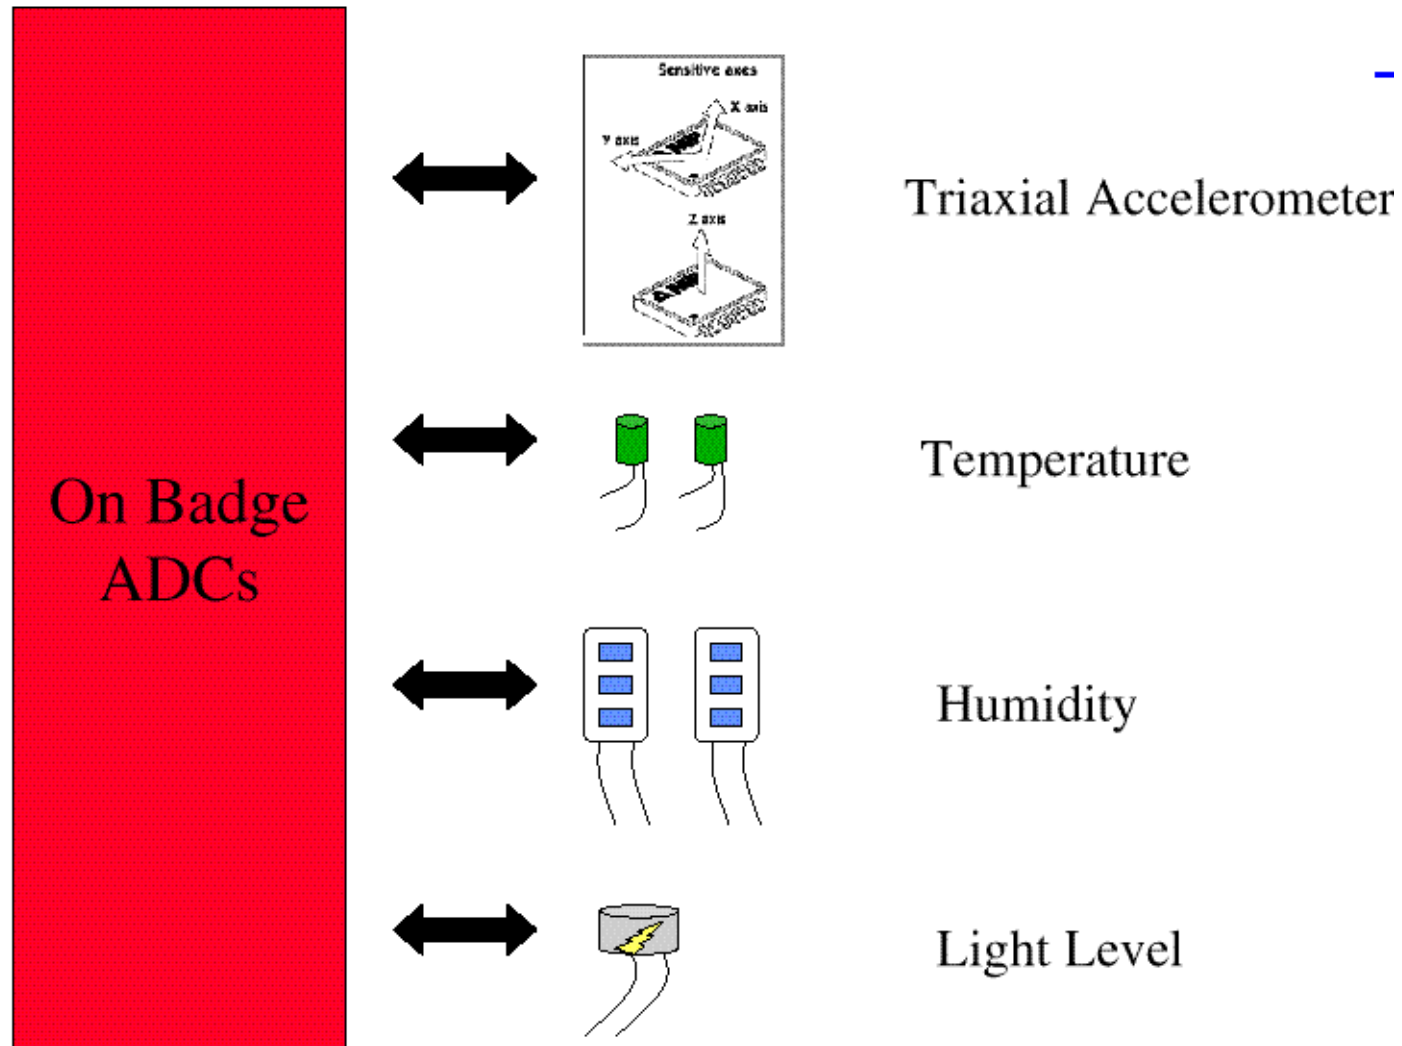 Sensitive axes
X axis
Y axis
Z axis
Triaxial Accelerometer
Temperature
On Badge
ADCs
Humidity
Light Level